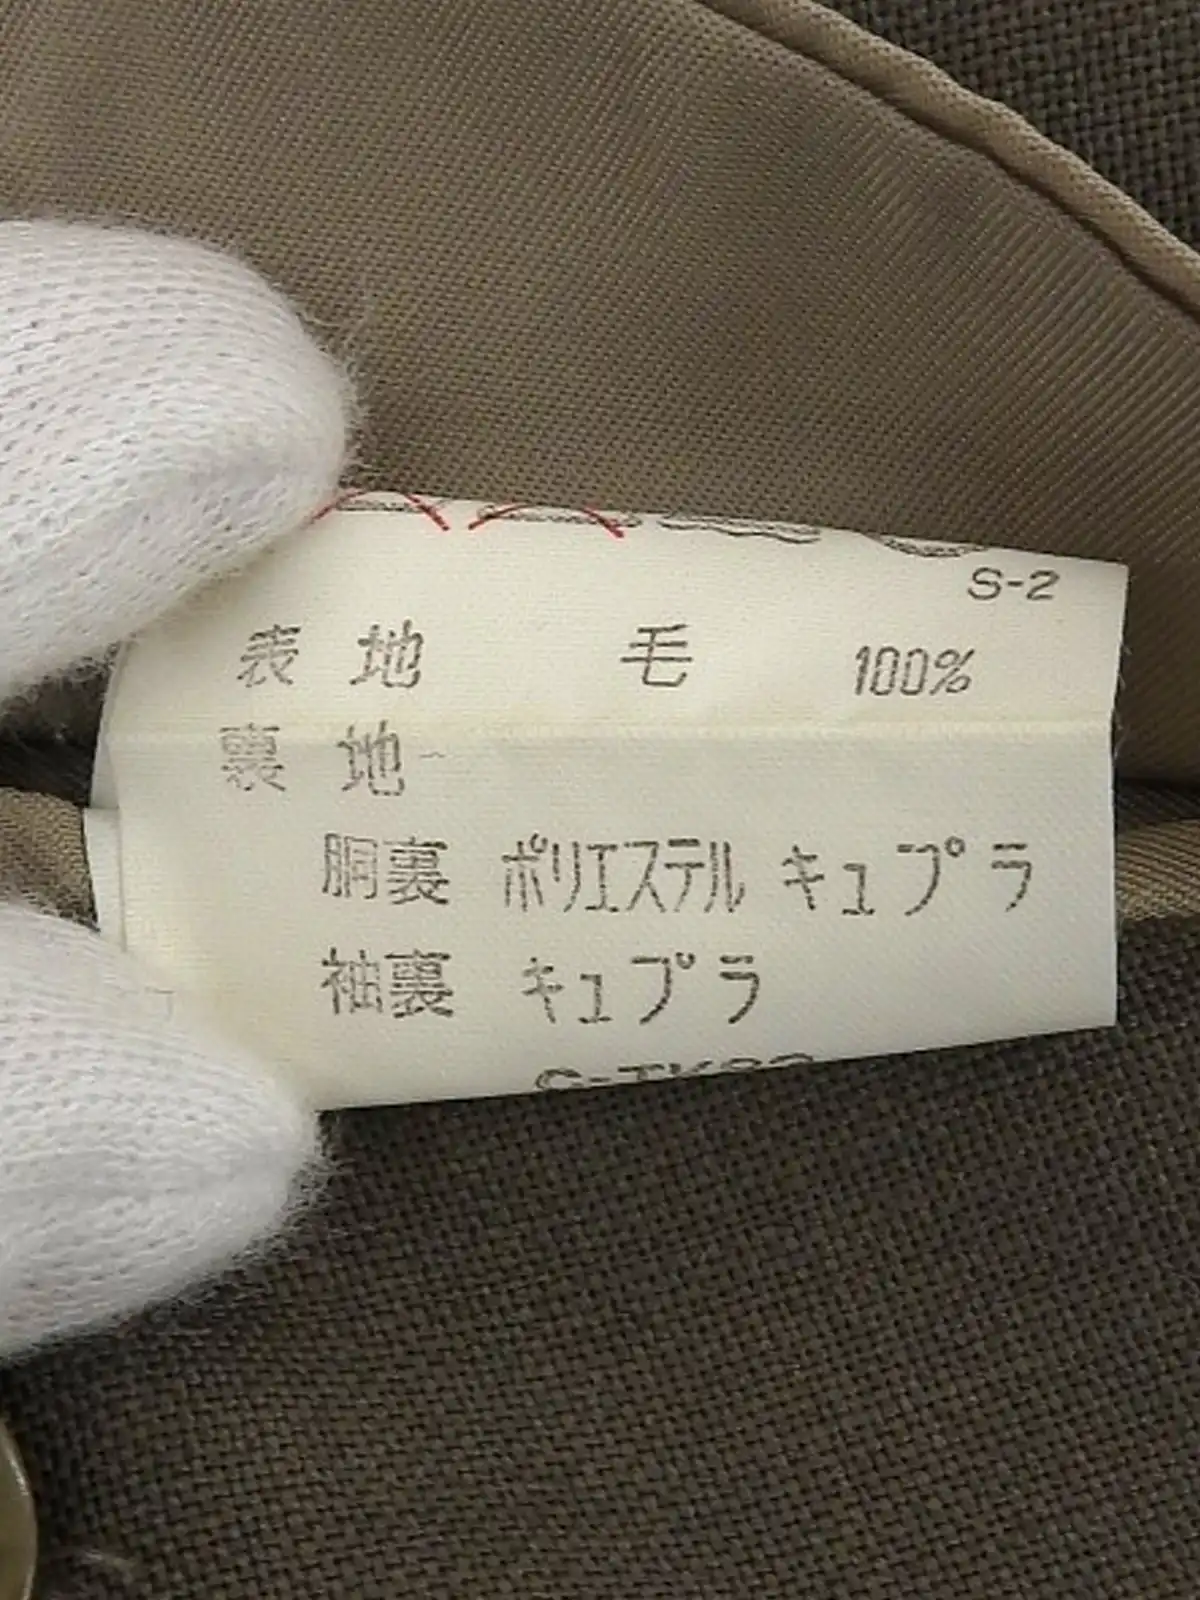 S-2
表地 毛 100%
裏地
胴裏 ポリエステル キュプラ
袖裏 キュプラ